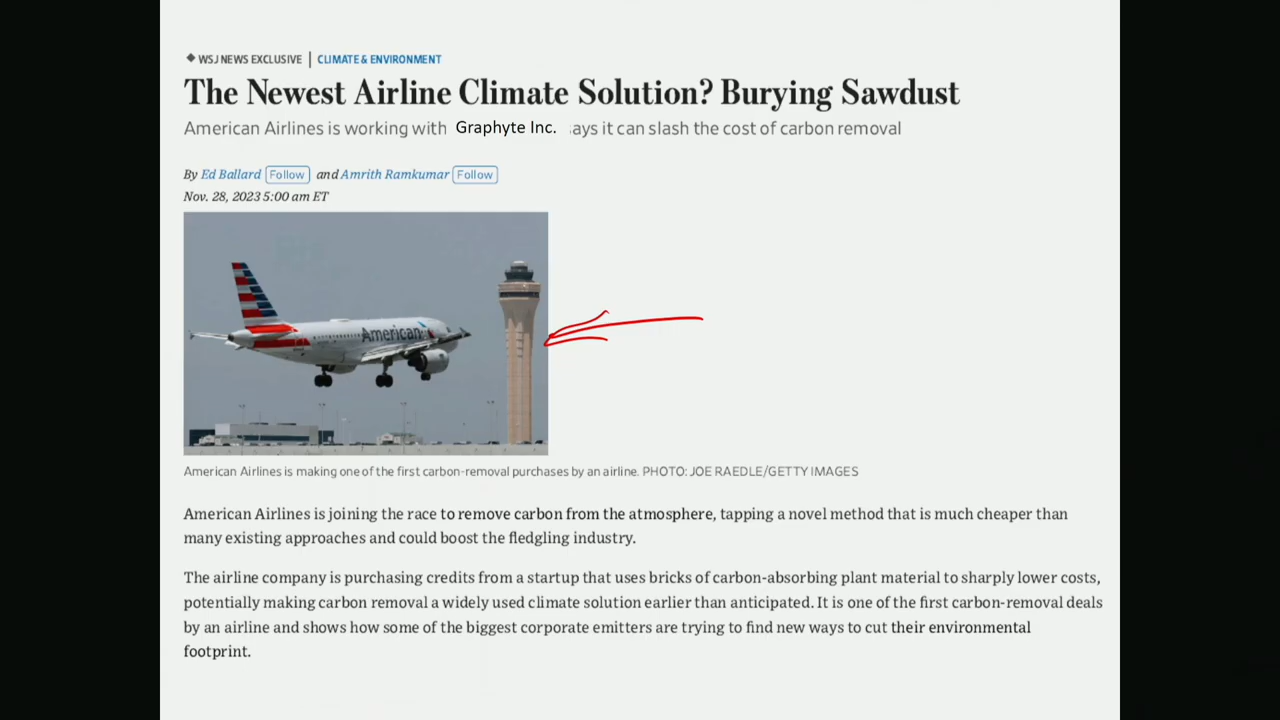 WSJ NEWS EXCLUSIVE | CLIMATE & ENVIRONMENT
The Newest Airline Climate Solution? Burying Sawdust
American Airlines is working with Graphyte Inc. ays it can slash the cost of carbon removal
By Ed Ballard Follow and Amrith Ramkumar Follow
Nov. 28, 2023 5:00 am ET
American
American Airlines is making one of the first carbon-removal purchases by an airline. PHOTO: JOE RAEDLE/GETTY IMAGES
American Airlines is joining the race to remove carbon from the atmosphere, tapping a novel method that is much cheaper than
many existing approaches and could boost the fledgling industry.
The airline company is purchasing credits from a startup that uses bricks of carbon-absorbing plant material to sharply lower costs,
potentially making carbon removal a widely used climate solution earlier than anticipated. It is one of the first carbon-removal deals
by an airline and shows how some of the biggest corporate emitters are trying to find new ways to cut their environmental
footprint.